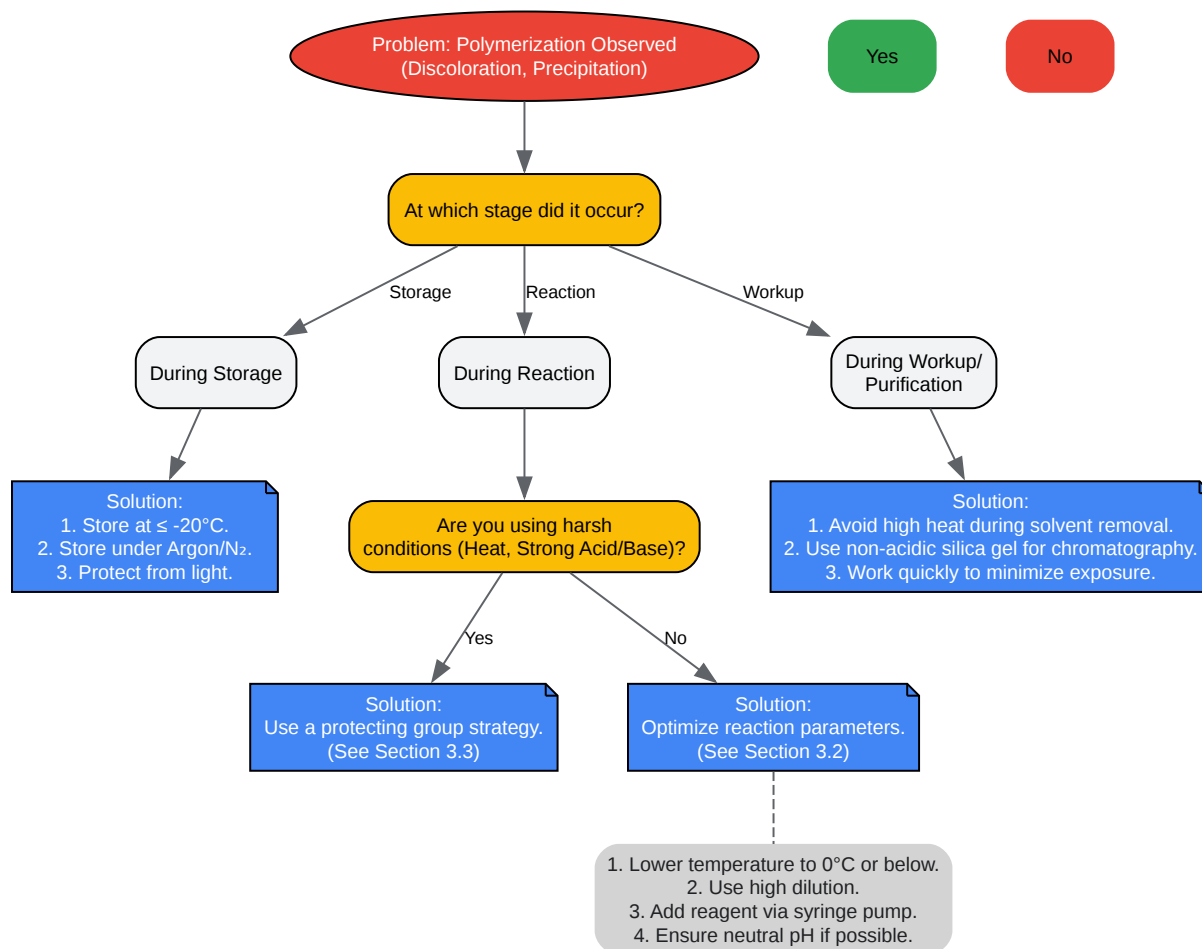 Problem: Polymerization Observed
(Discoloration, Precipitation)
Yes
No
At which stage did it occur?
Storage
Reaction
Workup
During Storage
During Reaction
During Workup/
Purification
Solution:
1. Store at ≤ -20°C.
2. Store under Argon/N₂.
3. Protect from light.
Are you using harsh
conditions (Heat, Strong Acid/Base)?
Solution:
1. Avoid high heat during solvent removal.
2. Use non-acidic silica gel for chromatography.
3. Work quickly to minimize exposure.
Yes
No
Solution:
Use a protecting group strategy.
(See Section 3.3)
Solution:
Optimize reaction parameters.
(See Section 3.2)
1. Lower temperature to 0°C or below.
2. Use high dilution.
3. Add reagent via syringe pump.
4. Ensure neutral pH if possible.